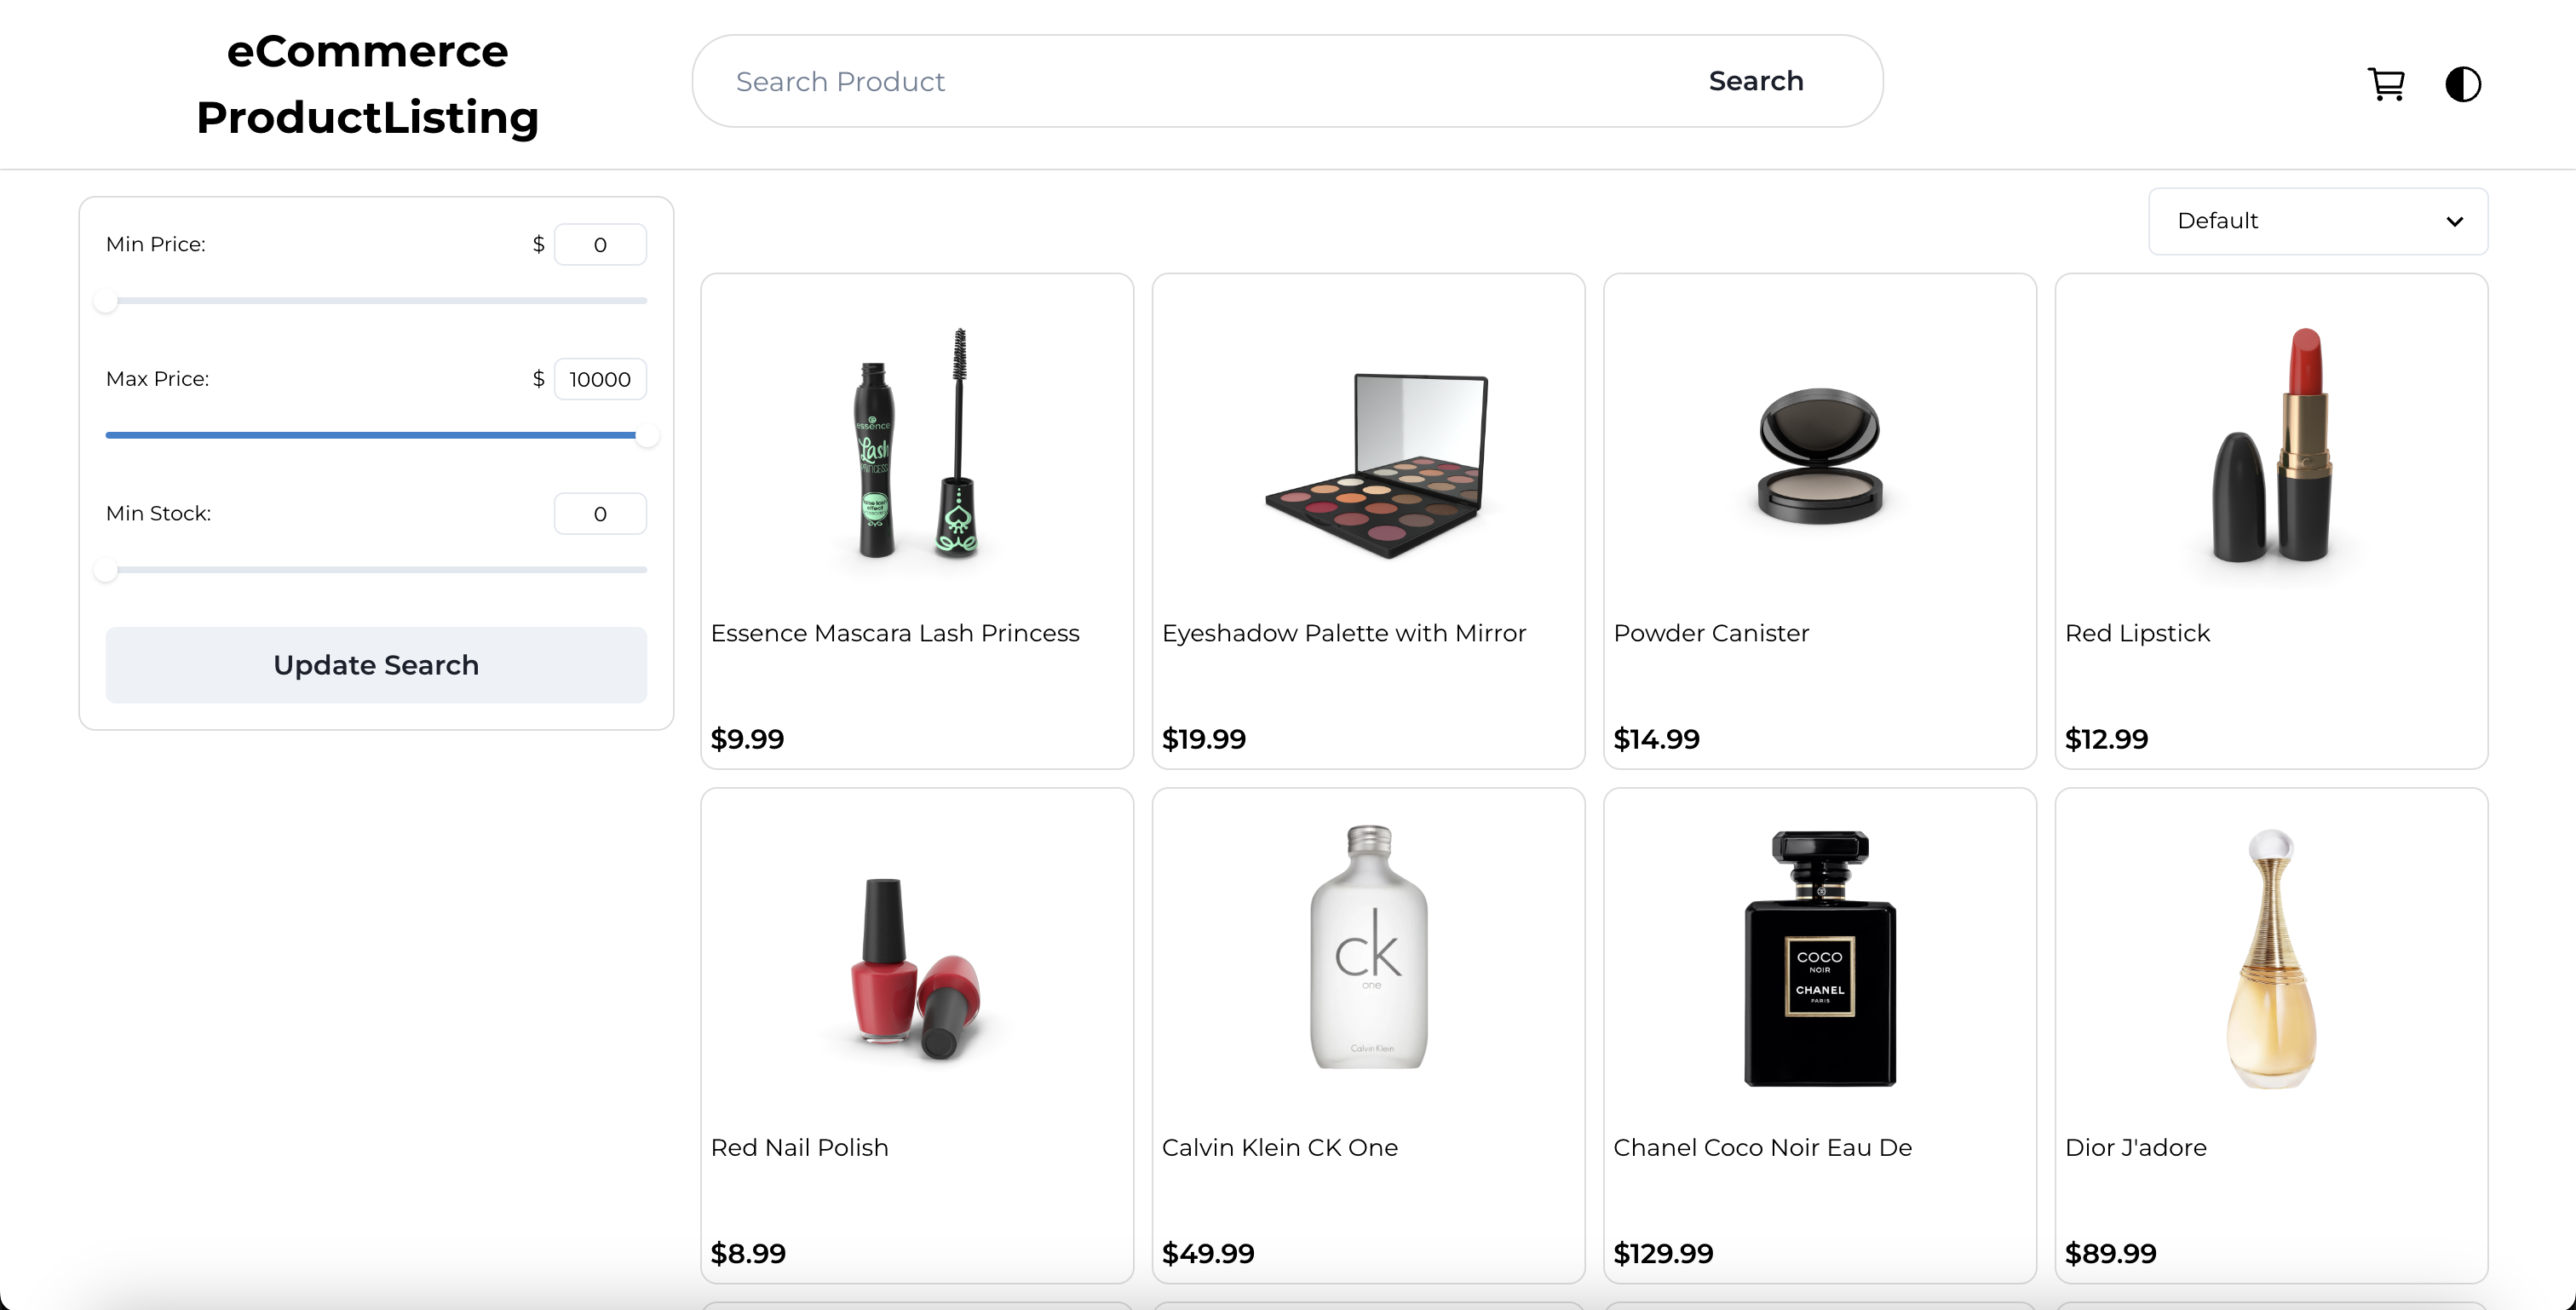 eCommerce
ProductListing
Search Product
Search
Default
Min Price:
$ 0
Max Price:
$ 10000
Min Stock:
0
Update Search
essence
Lash
PRINCESS
Essence Mascara Lash Princess
$9.99
Eyeshadow Palette with Mirror
$19.99
Powder Canister
$14.99
Red Lipstick
$12.99
Red Nail Polish
$8.99
ck
one
Calvin Klein
Calvin Klein CK One
$49.99
COCO
NOIR
CHANEL
PARIS
Chanel Coco Noir Eau De
$129.99
Dior J'adore
$89.99